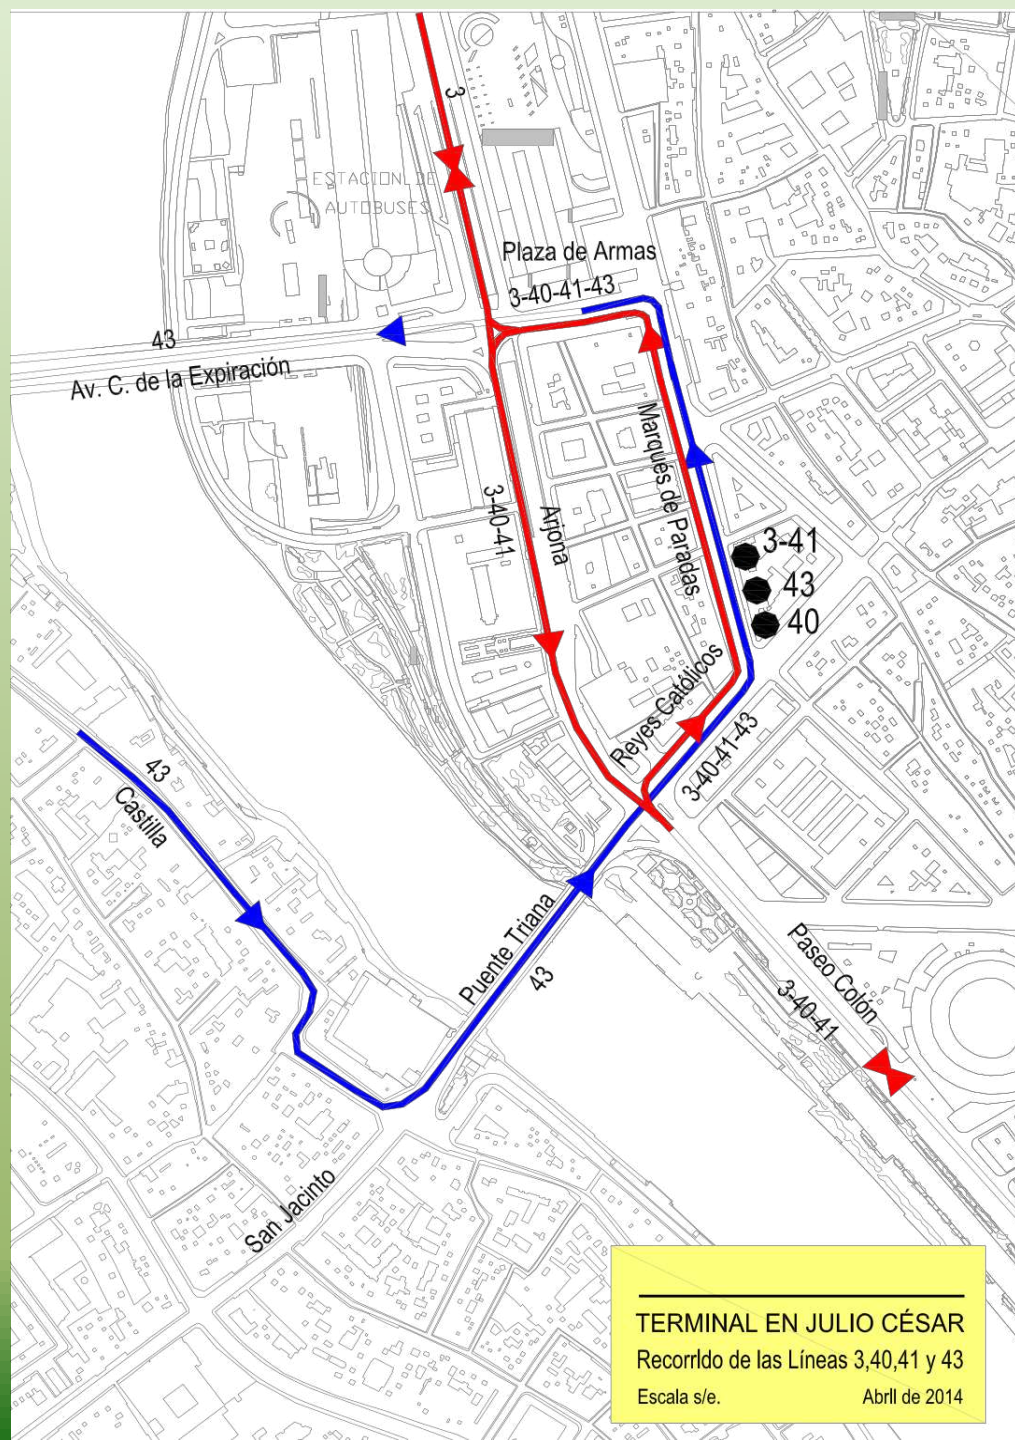 3
ESTACIONL DE
AUTOBUSES
Plaza de Armas
3-40-41-43
43
Av. C. de la Expiración
Marqués de Paradas
3-40-41
Arjona
3-41
43
40
Reyes Católicos
3-40-41-43
43
Castilla
Puente Triana
43
Paseo Colón
3-40-41
San Jacinto
TERMINAL EN JULIO CÉSAR
Recorrldo de las Líneas 3,40,41 y 43
Escala s/e. Abrll de 2014